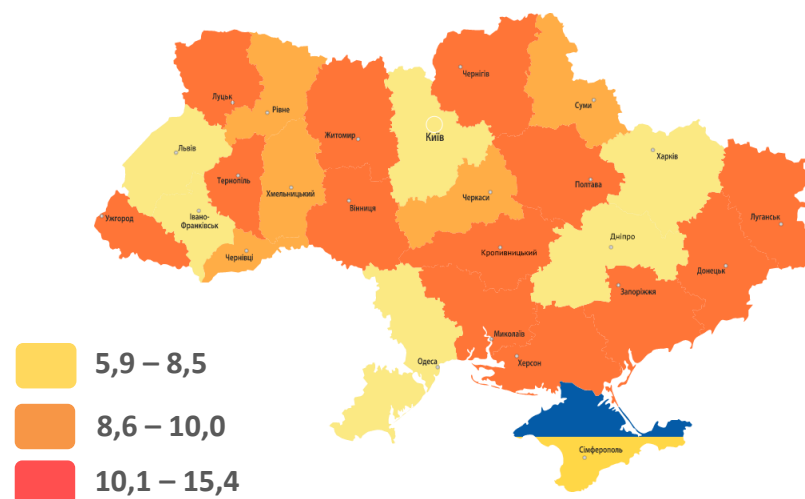 Чернігів
Луцьк
Рівне
Суми
Житомир
Київ
Львів
Харків
Тернопіль
Хмельницький
Черкаси
Полтава
Вінниця
Івано-
Франківськ
Ужгород
Луганськ
Дніпро
Чернівці
Кропивницький
Донецьк
Запоріжжя
Миколаїв
Одеса
Херсон
Сімферополь
5,9 – 8,5
8,6 – 10,0
10,1 – 15,4